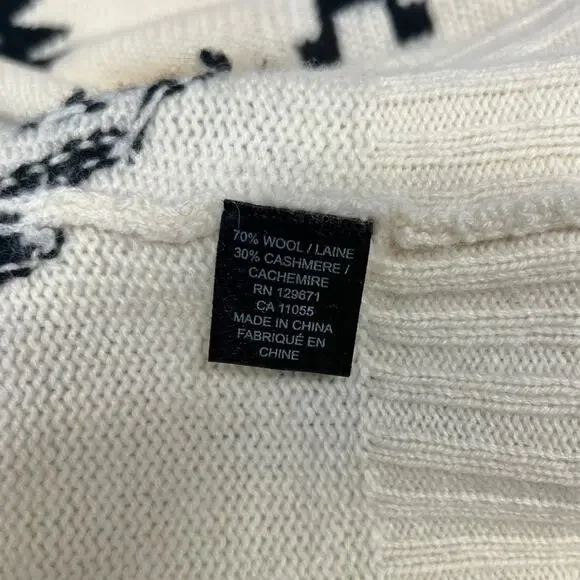 70% WOOL / LAINE
30% CASHMERE /
CACHEMIRE
RN 129671
CA 11055
MADE IN CHINA
FABRIQUÉ EN
CHINE